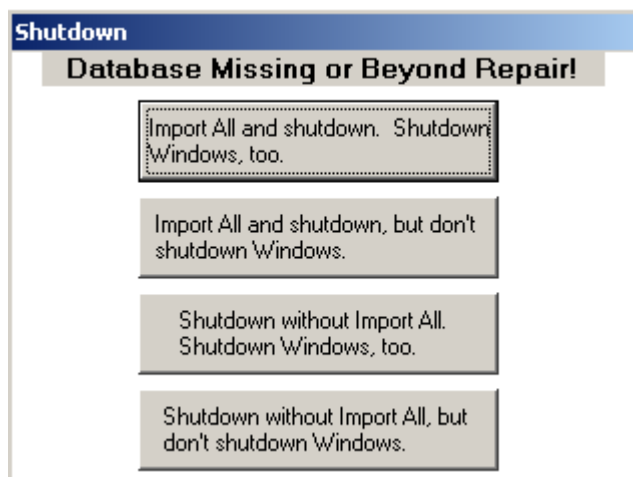 Shutdown
Database Missing or Beyond Repair!
Import All and shutdown.  Shutdown
Windows, too.
Import All and shutdown, but don't
shutdown Windows.
Shutdown without Import All.
Shutdown Windows, too.
Shutdown without Import All, but
don't shutdown Windows.